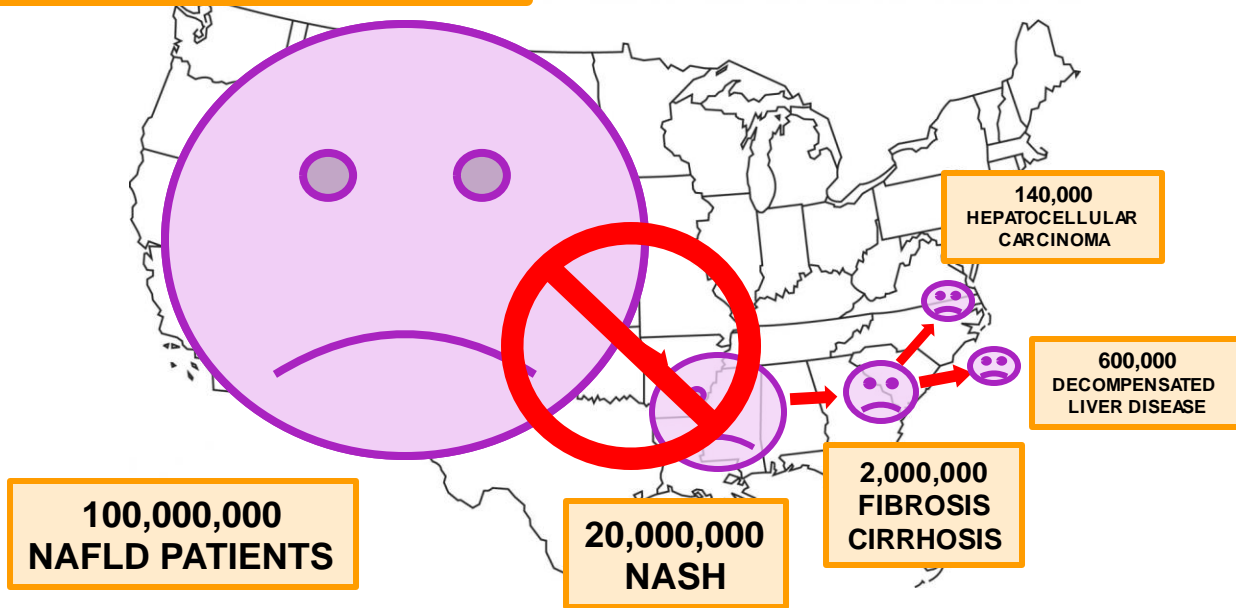 140,000
HEPATOCELLULAR
CARCINOMA
600,000
DECOMPENSATED
LIVER DISEASE
2,000,000
FIBROSIS
CIRRHOSIS
100,000,000
NAFLD PATIENTS
20,000,000
NASH